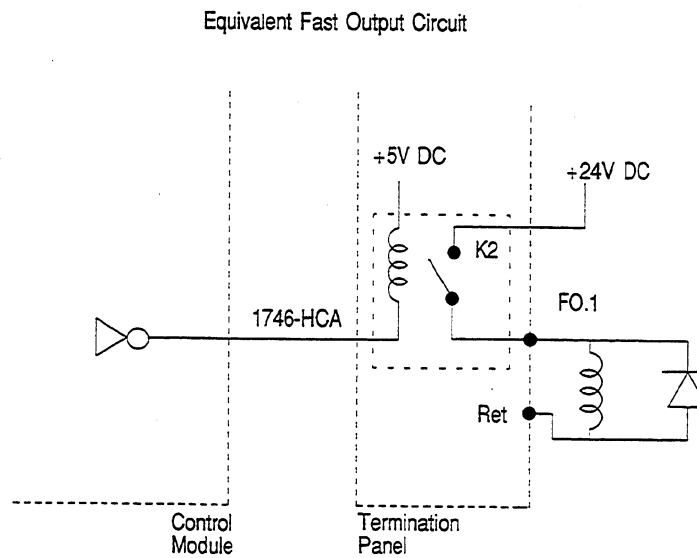 Equivalent Fast Output Circuit
+5V DC
+24V DC
K2
1746-HCA
FO.1
Ret
Control
Module
Termination
Panel